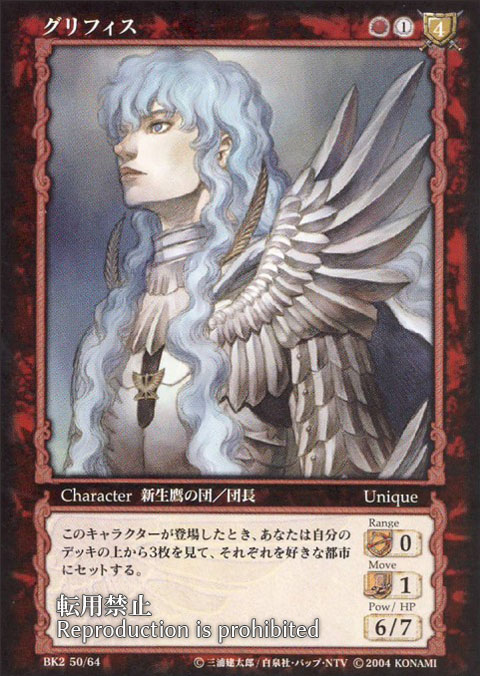 グリフィス
1
4
Character 新生鷹の団／団長 Unique
このキャラクターが登場したとき、あなたは自分の
デッキの上から3枚を見て、それぞれを好きな都市
にセットする。
Range
0
Move
1
Pow/ HP
6/7
転用禁止
Reproduction is prohibited
BK2 50/64
© 三浦建太郎/白泉社・バップ・NTV © 2004 KONAMI